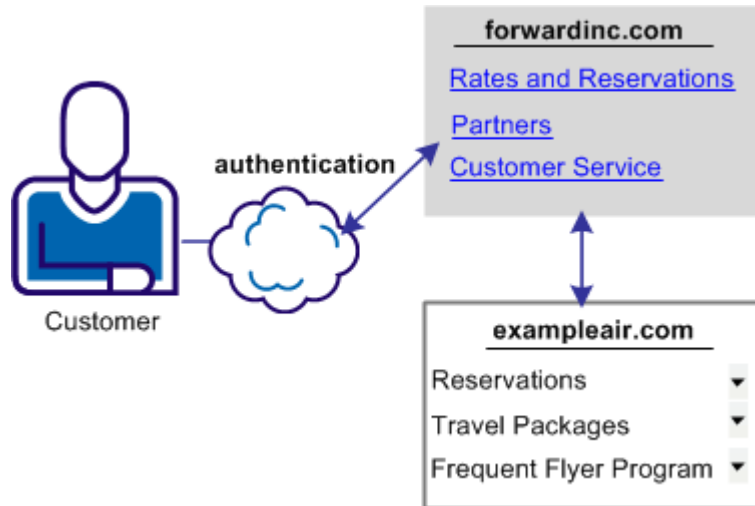 forwardinc.com
Rates and Reservations
Partners
Customer Service
authentication
Customer
exampleair.com
Reservations
Travel Packages
Frequent Flyer Program